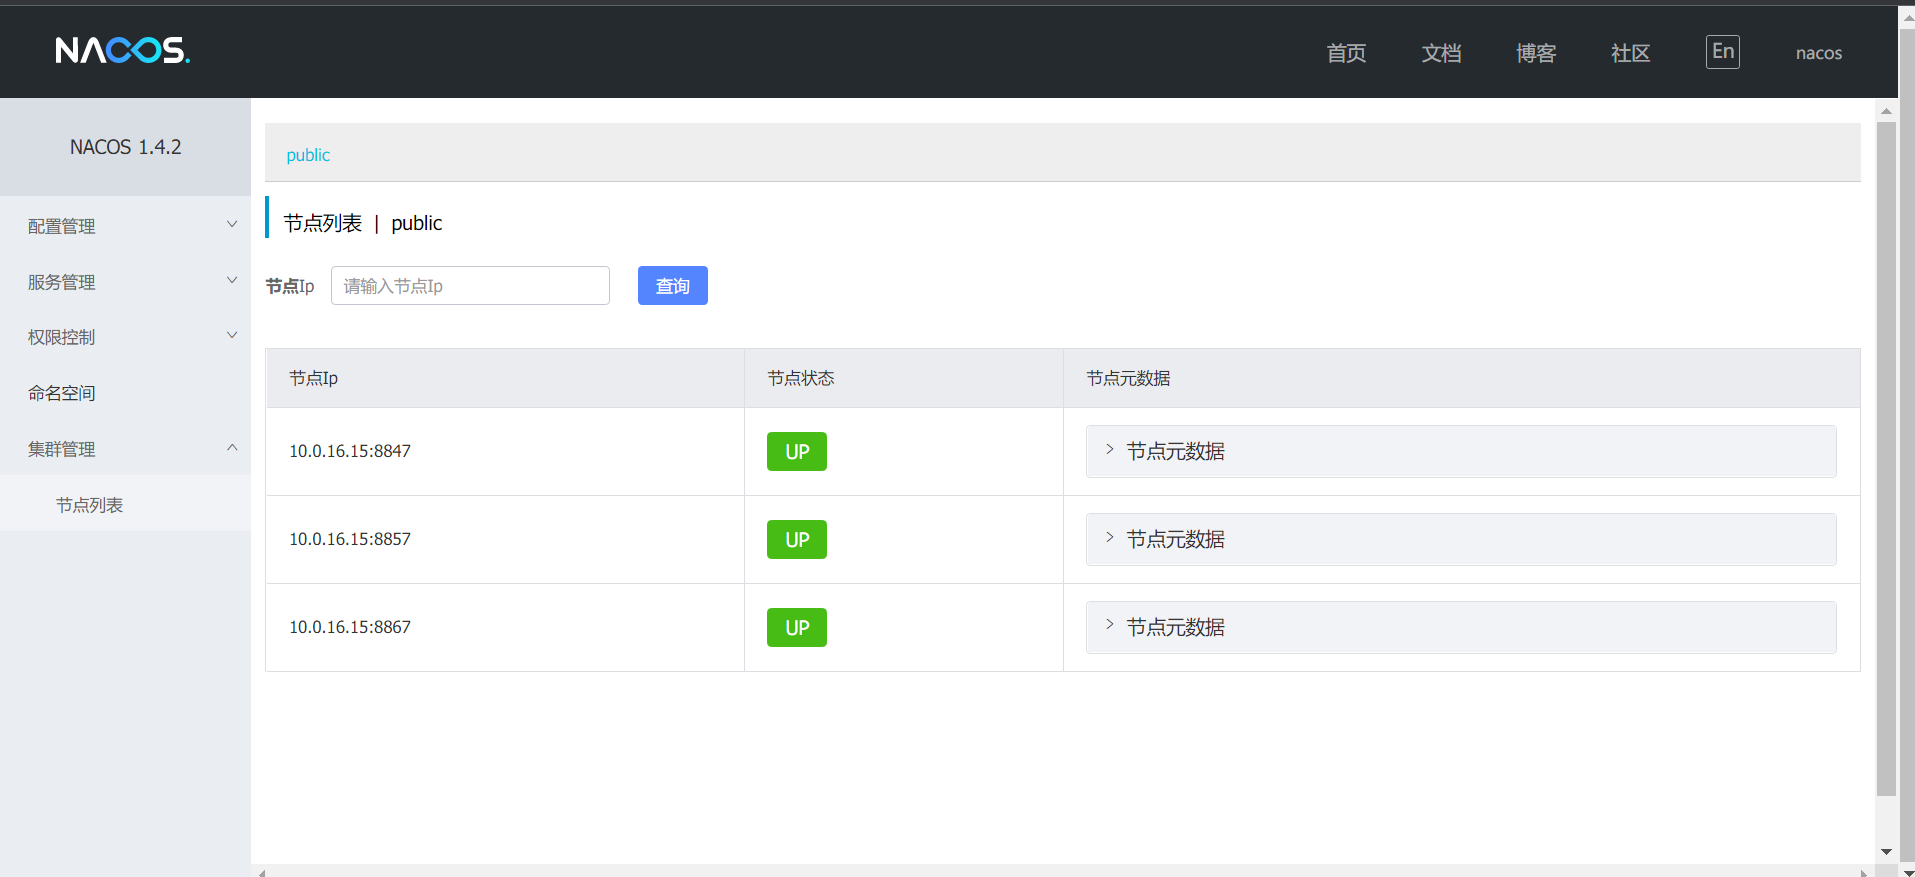 NACOS.
首页 文档 博客 社区 En nacos
NACOS 1.4.2
配置管理
服务管理
权限控制
命名空间
集群管理
节点列表
public
节点列表 | public
节点Ip 请输入节点Ip 查询
节点Ip 节点状态 节点元数据
10.0.16.15:8847 UP 节点元数据
10.0.16.15:8857 UP 节点元数据
10.0.16.15:8867 UP 节点元数据